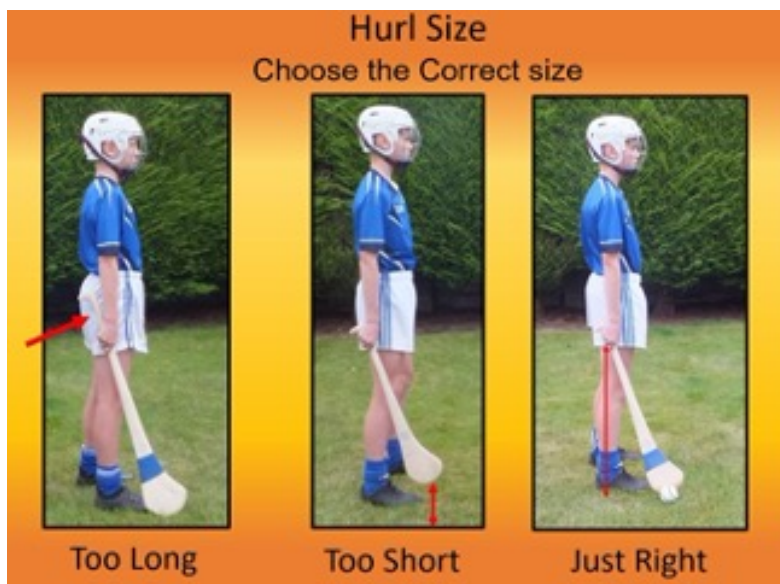 Hurl Size
Choose the Correct size
Too Long
Too Short
Just Right